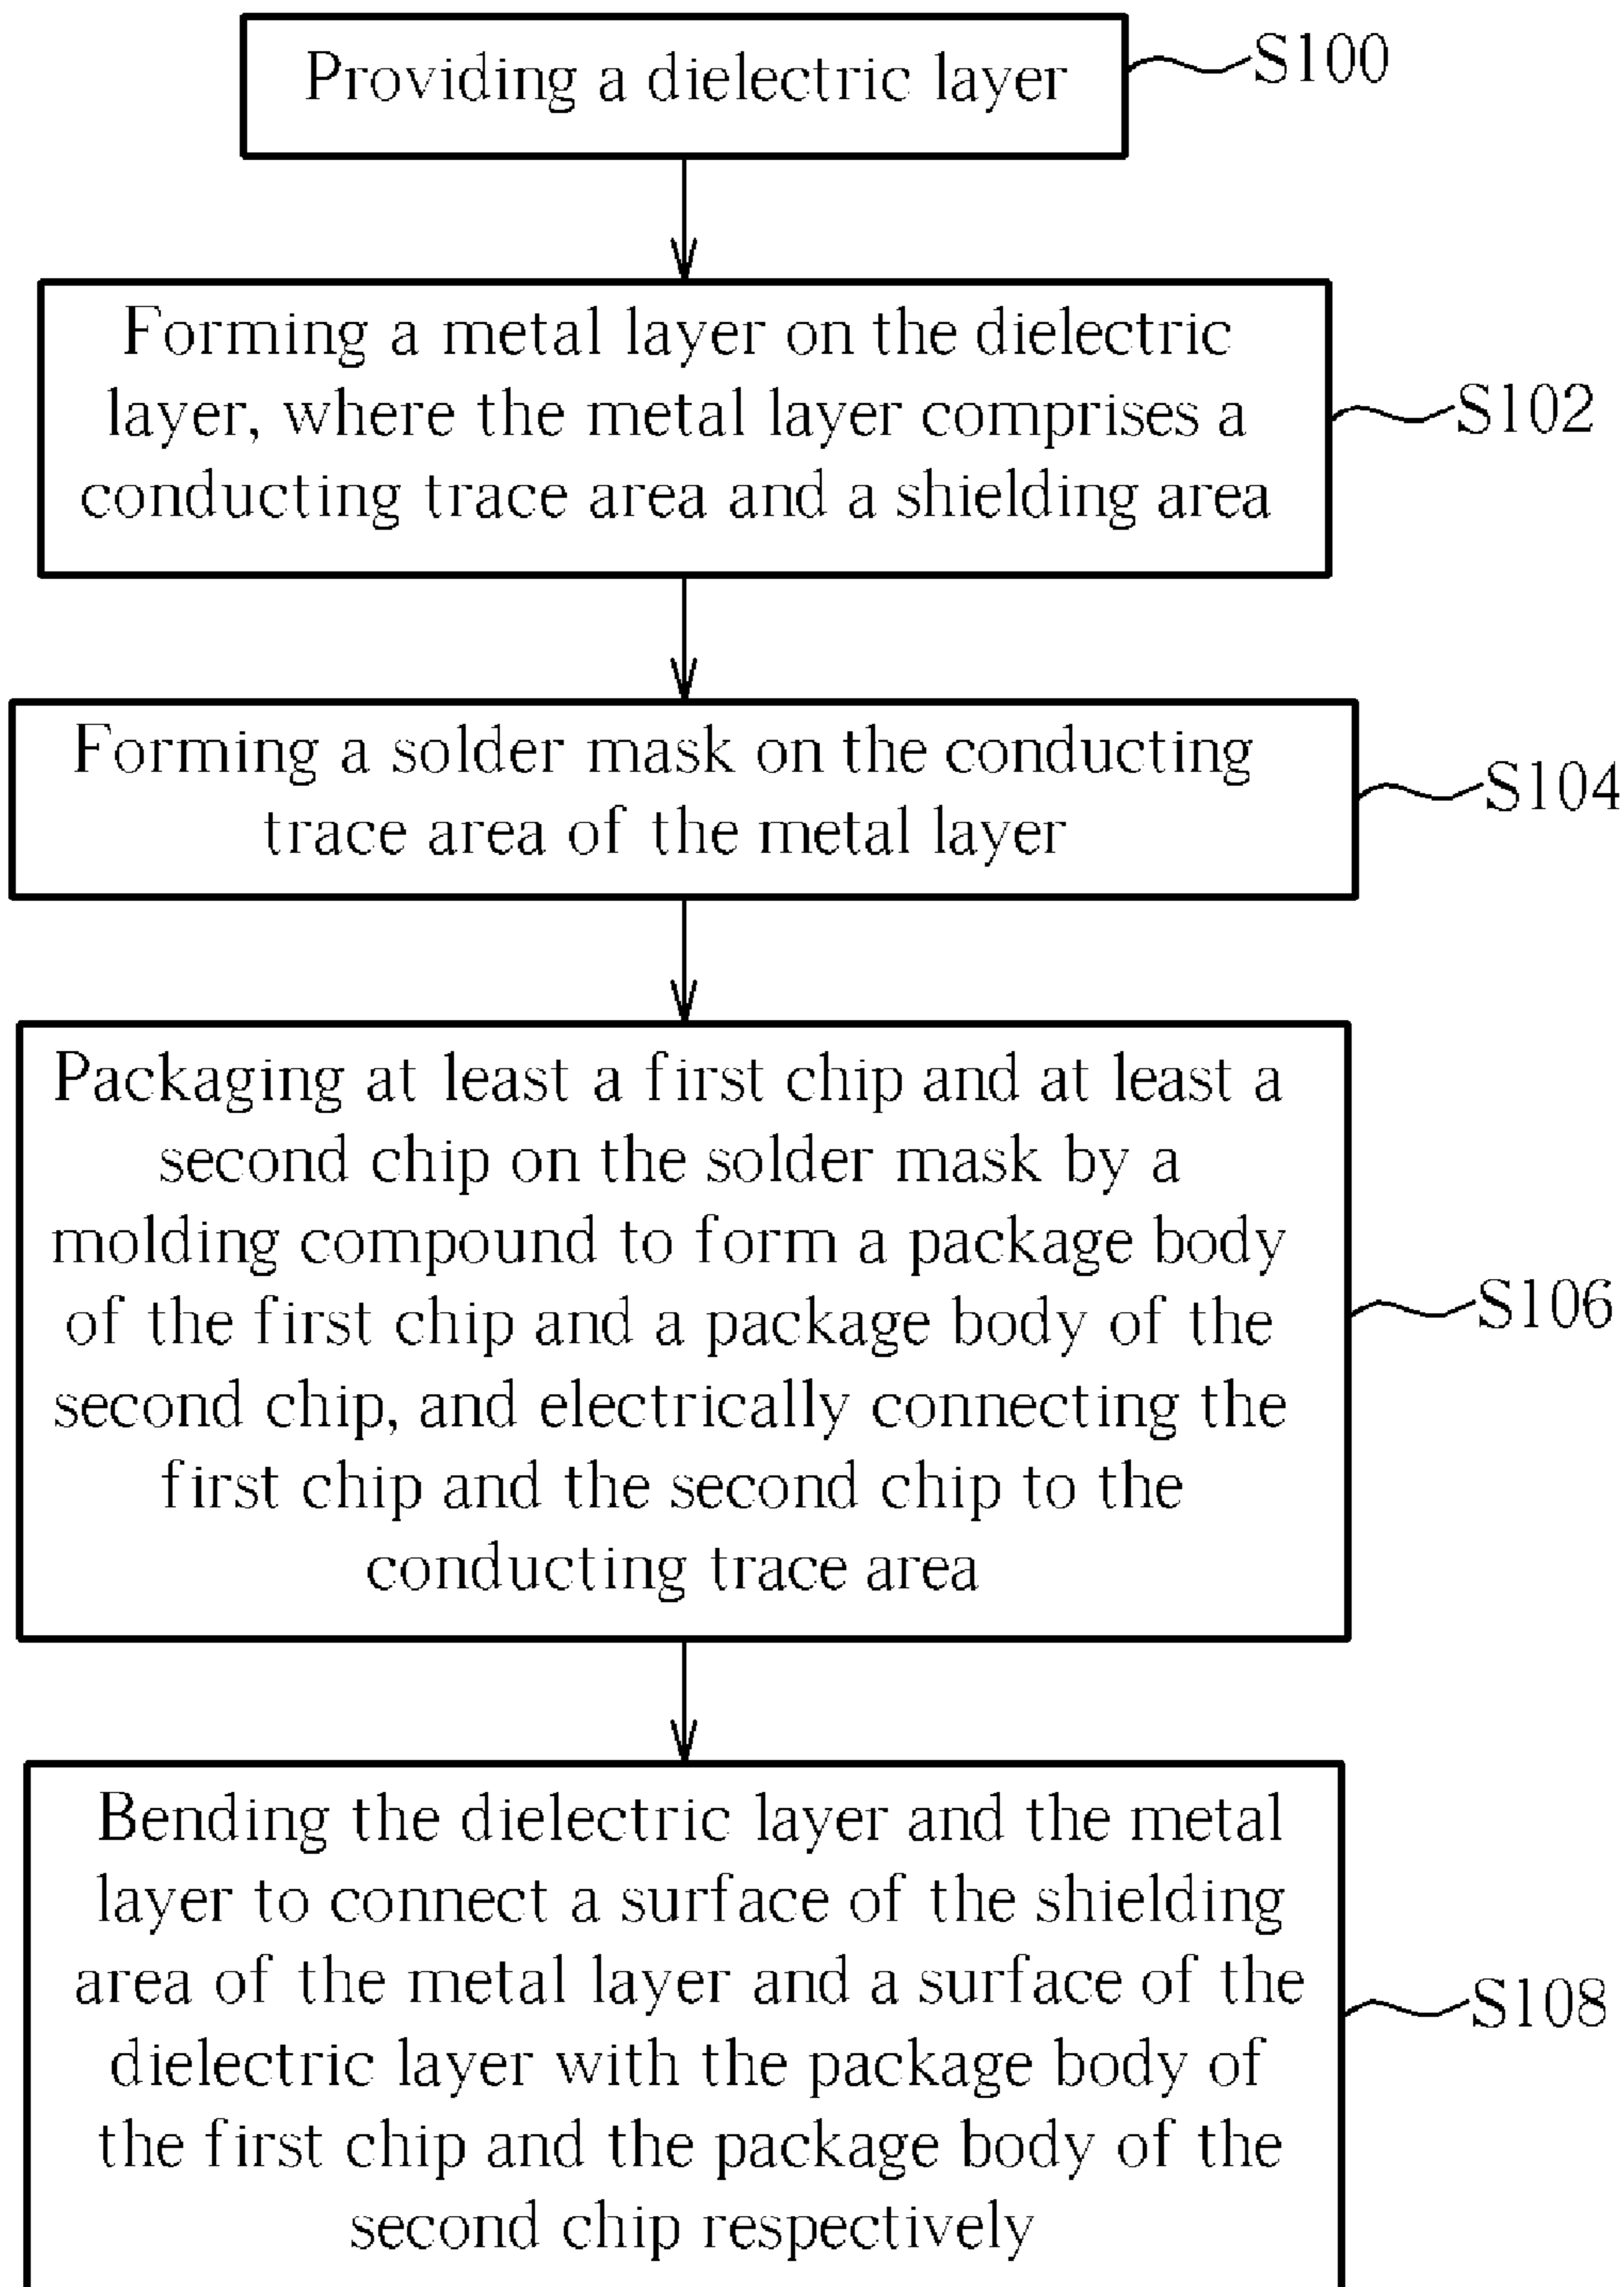 Providing a dielectric layer
S100
Forming a metal layer on the dielectric
layer, where the metal layer comprises a
conducting trace area and a shielding area
S102
Forming a solder mask on the conducting
trace area of the metal layer
S104
Packaging at least a first chip and at least a
second chip on the solder mask by a
molding compound to form a package body
of the first chip and a package body of the
second chip, and electrically connecting the
first chip and the second chip to the
conducting trace area
S106
Bending the dielectric layer and the metal
layer to connect a surface of the shielding
area of the metal layer and a surface of the
dielectric layer with the package body of
the first chip and the package body of the
second chip respectively
S108